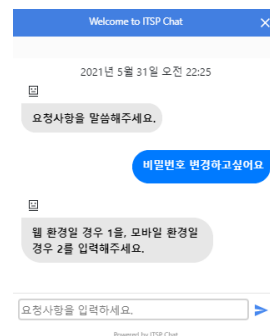 Welcome to ITSP Chat
2021년 5월 31일 오전 22:25
요청사항을 말씀해주세요.
비밀번호 변경하고싶어요
웹 환경일 경우 1을, 모바일 환경일
경우 2를 입력해주세요.
요청사항을 입력하세요.
Powered by ITSP Chat